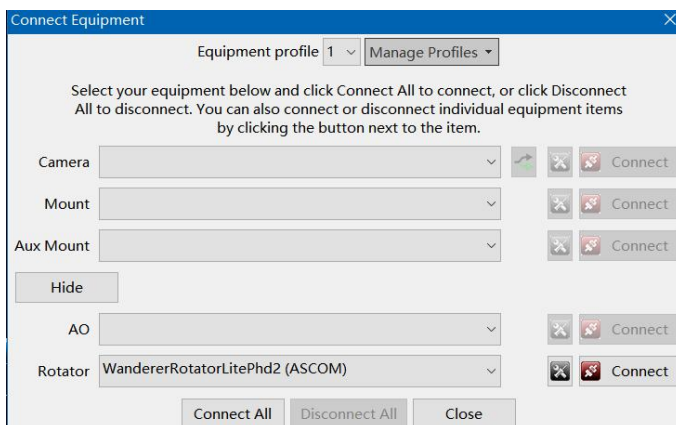 Connect Equipment
Equipment profile 1 Manage Profiles
Select your equipment below and click Connect All to connect, or click Disconnect
All to disconnect. You can also connect or disconnect individual equipment items
by clicking the button next to the item.
Camera Connect
Mount Connect
Aux Mount Connect
Hide
AO Connect
Rotator WandererRotatorLitePhd2 (ASCOM) Connect
Connect All Disconnect All Close